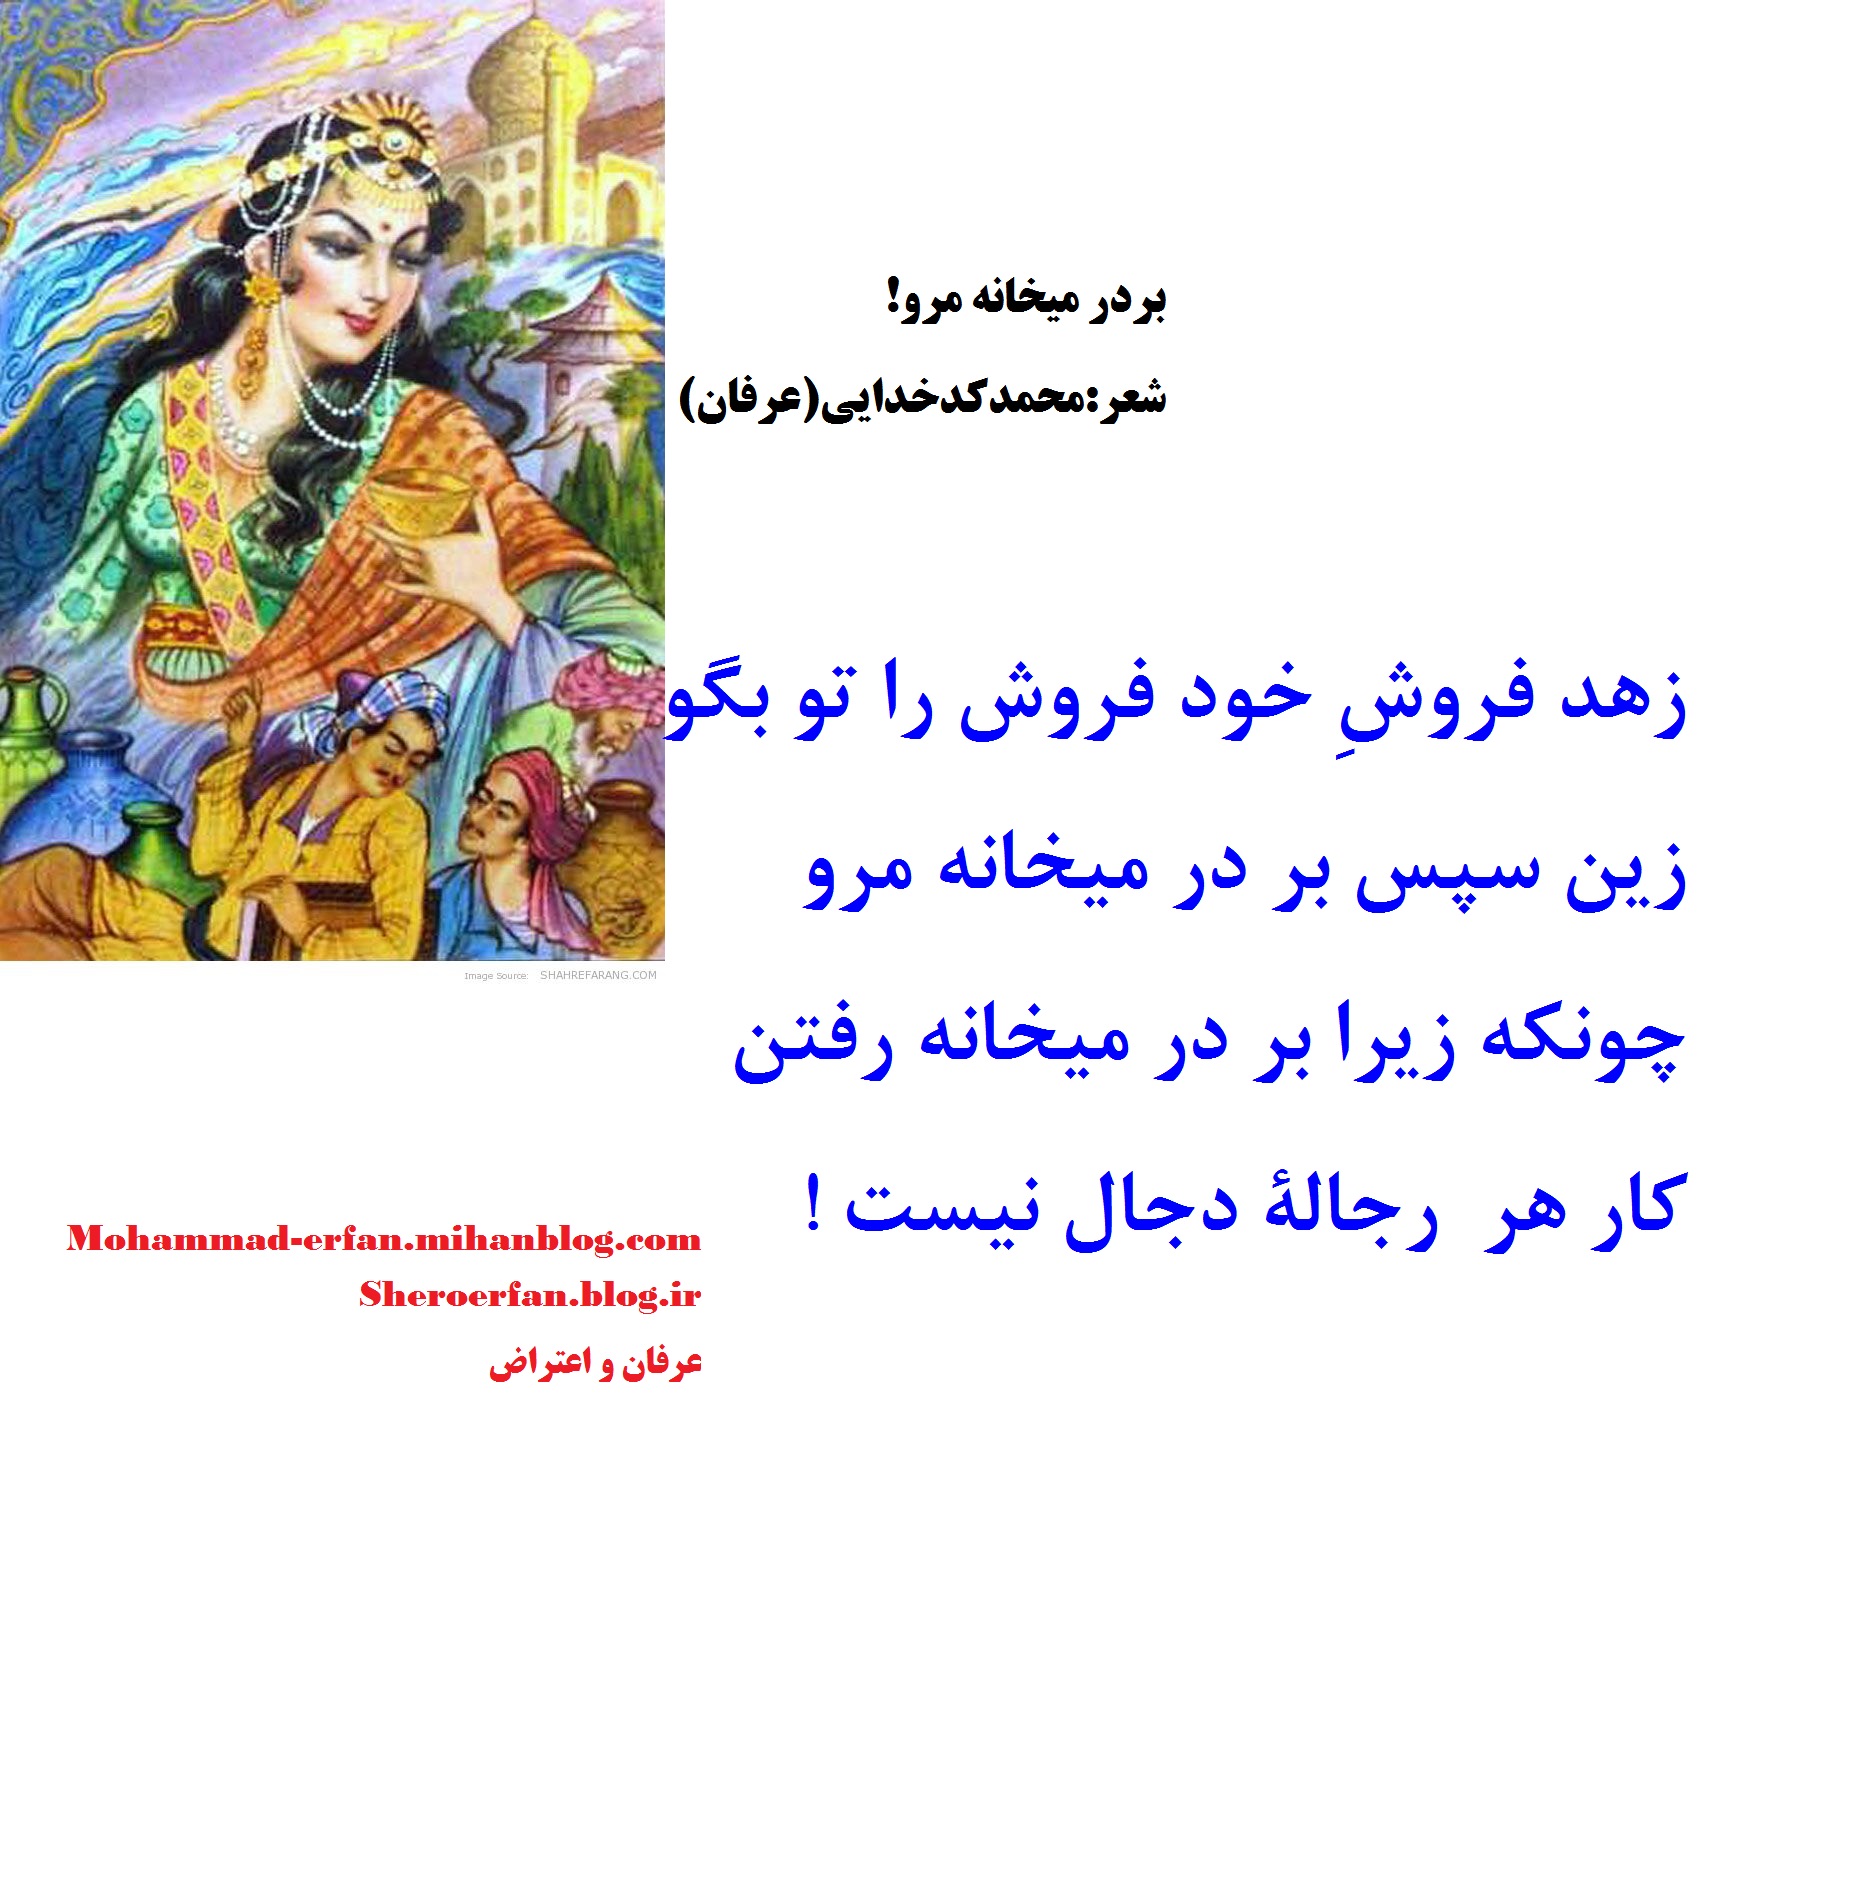 بردر میخانه مرو!
شعر:محمدکدخدایی(عرفان)
زهد فروشِ خود فروش را تو بگو
زین سپس بر در میخانه مرو
چونکه زیرا بر در میخانه رفتن
کار هر رجالهٔ دجال نیست !
Image Source: SHAHREFARANG.COM
Mohammad-erfan.mihanblog.com
Sheroerfan.blog.ir
عرفان و اعتراض